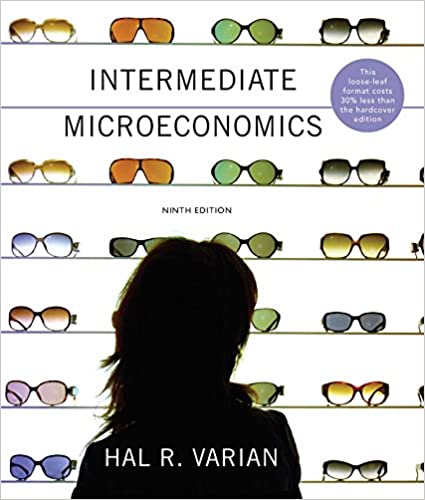 INTERMEDIATE
MICROECONOMICS
This
loose-leaf
format costs
30% less than
the hardcover
edition
NINTH EDITION
HAL R. VARIAN